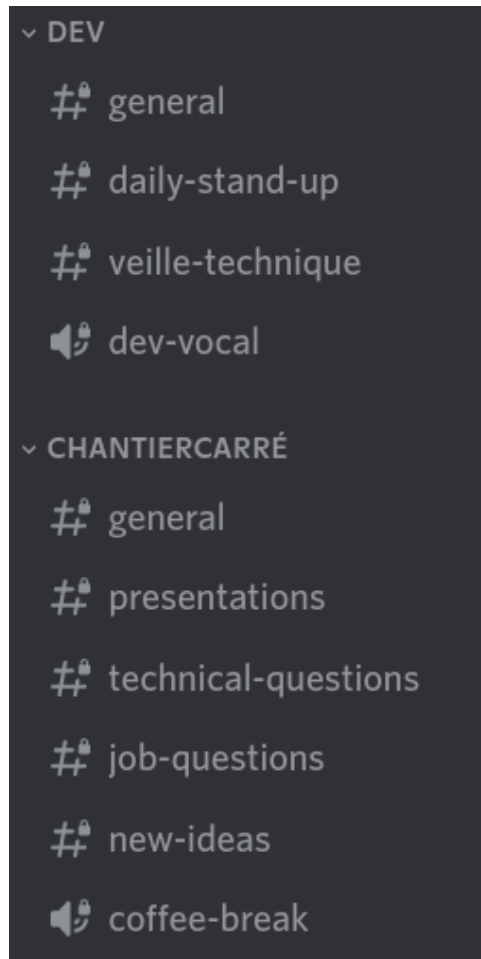 DEV
general
daily-stand-up
veille-technique
dev-vocal
CHANTIERCARRÉ
general
presentations
technical-questions
job-questions
new-ideas
coffee-break